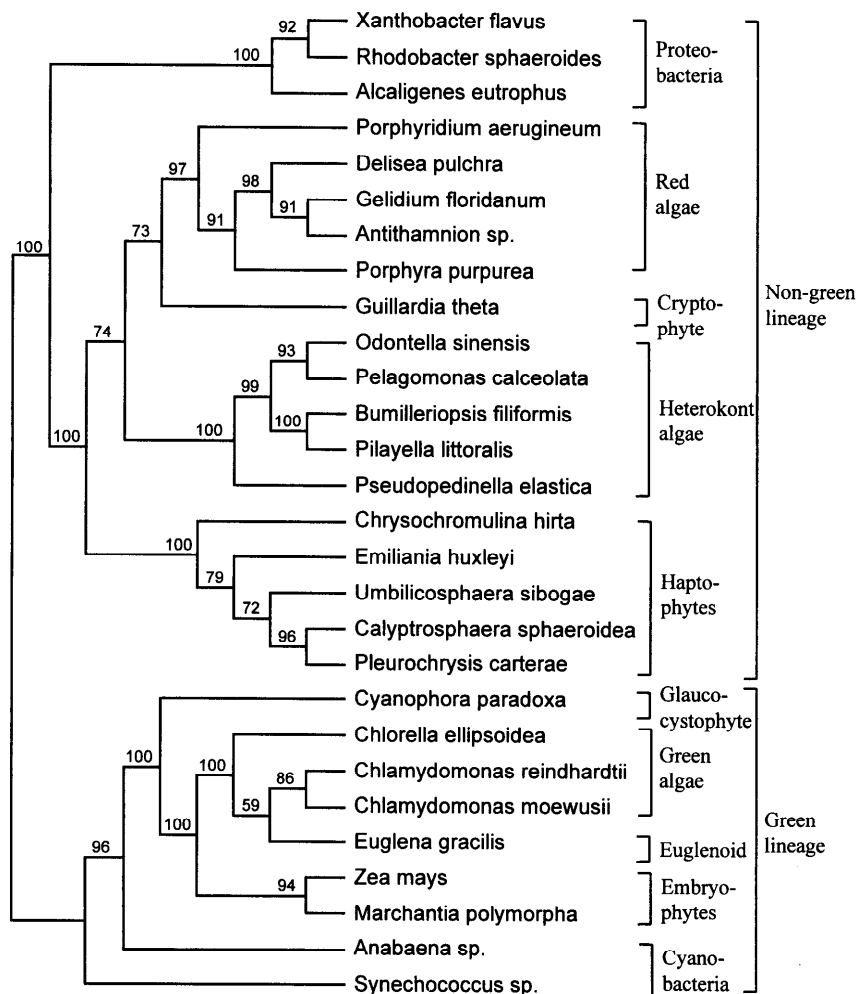 92
Xanthobacter flavus
100
Rhodobacter sphaeroides
Alcaligenes eutrophus
Proteo-
bacteria
Porphyridium aerugineum
97
Delisea pulchra
98
Gelidium floridanum
91
91
Antithamnion sp.
Porphyra purpurea
Red
algae
73
100
Guillardia theta
Crypto-
phyte
Non-green
lineage
74
Odontella sinensis
93
Pelagomonas calceolata
99
Bumilleriopsis filiformis
100
Pilayella littoralis
100
Pseudopedinella elastica
Heterokont
algae
100
Chrysochromulina hirta
100
Emiliania huxleyi
79
Umbilicosphaera sibogae
72
Calyptrosphaera sphaeroidea
96
Pleurochrysis carterae
Hapto-
phytes
Cyanophora paradoxa
Glauco-
cystophyte
100
Chlorella ellipsoidea
100
Chlamydomonas reindhardtii
86
Chlamydomonas moewusii
59
Green
algae
100
Euglena gracilis
Euglenoid
Green
lineage
96
Zea mays
94
Marchantia polymorpha
Embryo-
phytes
Anabaena sp.
Synechococcus sp.
Cyano-
bacteria